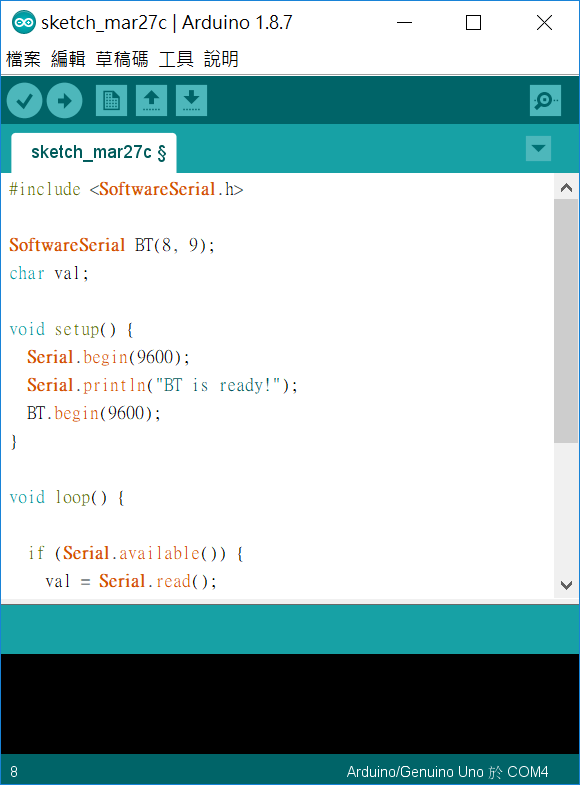 sketch_mar27c | Arduino 1.8.7
檔案 編輯 草稿碼 工具 說明
sketch_mar27c §
#include <SoftwareSerial.h>
SoftwareSerial BT(8, 9);
char val;
void setup() {
Serial.begin(9600);
Serial.println("BT is ready!");
BT.begin(9600);
}
void loop() {
if (Serial.available()) {
val = Serial.read();
8
Arduino/Genuino Uno 於 COM4